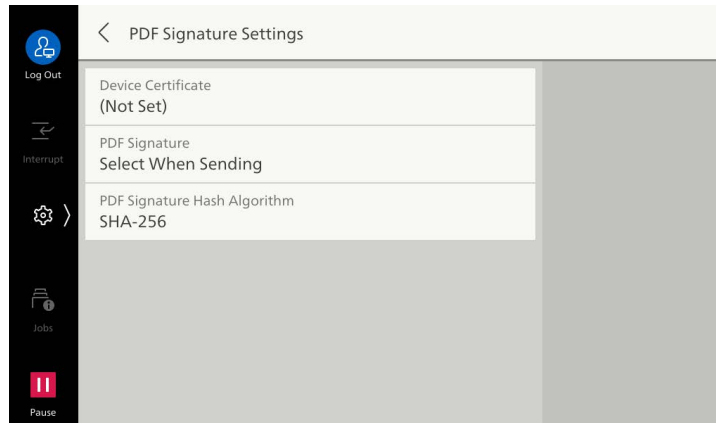 PDF Signature Settings
Log Out
Device Certificate
(Not Set)
Interrupt
PDF Signature
Select When Sending
PDF Signature Hash Algorithm
SHA-256
Jobs
Pause